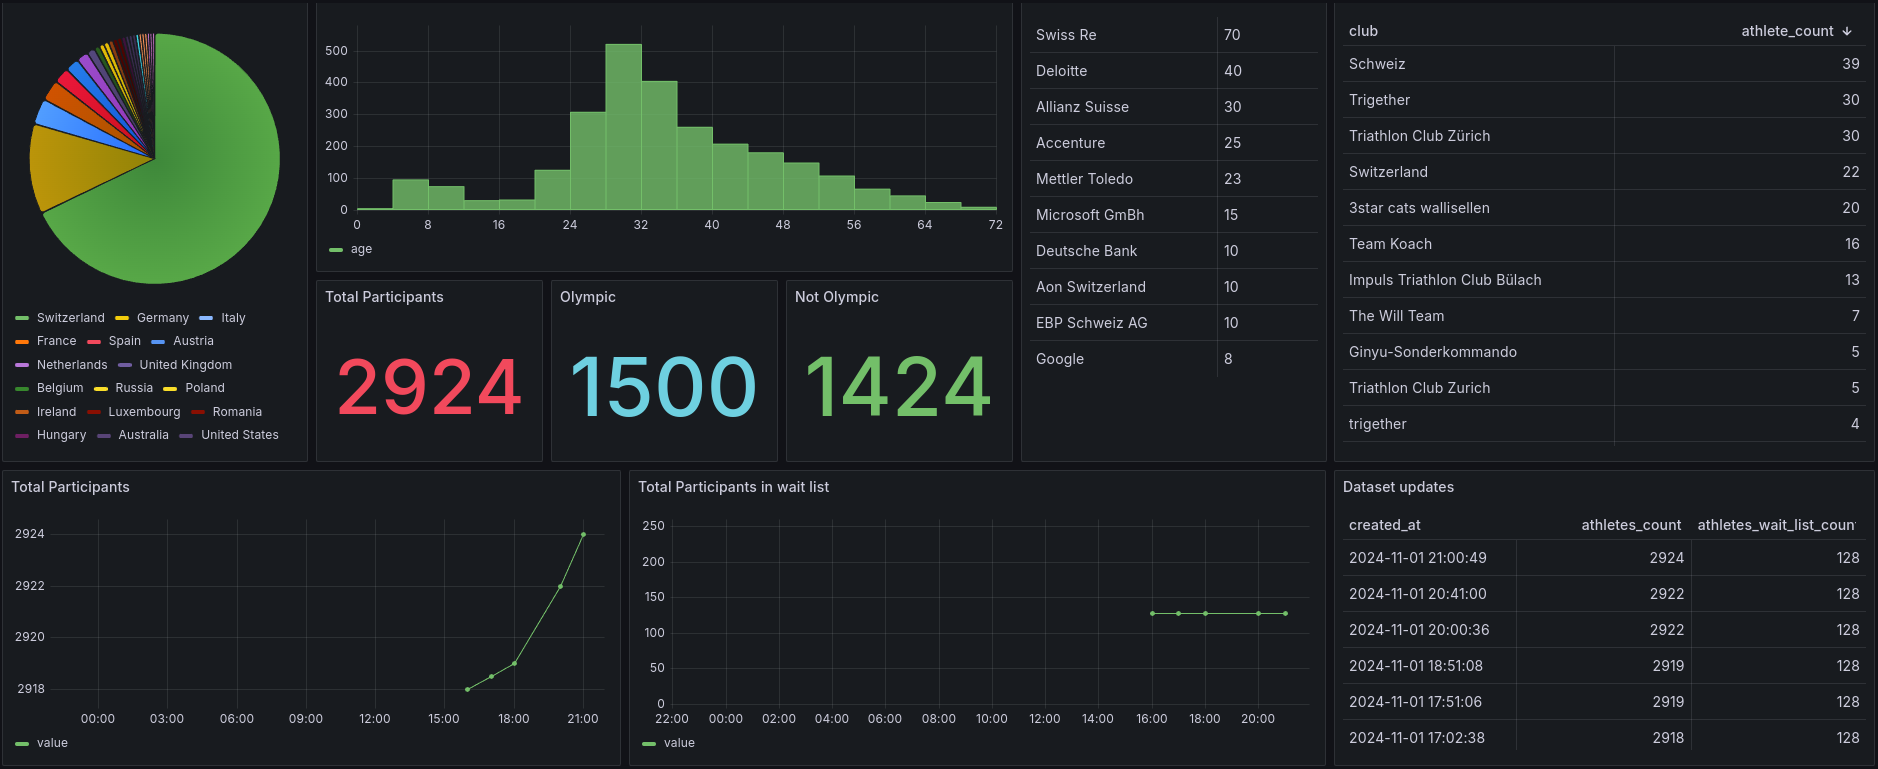 Switzerland Germany Italy
France Spain Austria
Netherlands United Kingdom
Belgium Russia Poland
Ireland Luxembourg Romania
Hungary Australia United States
500
400
300
200
100
0
0 8 16 24 32 40 48 56 64 72
age
Total Participants
2924
Olympic
1500
Not Olympic
1424
Swiss Re 70
Deloitte 40
Allianz Suisse 30
Accenture 25
Mettler Toledo 23
Microsoft GmBh 15
Deutsche Bank 10
Aon Switzerland 10
EBP Schweiz AG 10
Google 8
club athlete_count
Schweiz 39
Trigether 30
Triathlon Club Zürich 30
Switzerland 22
3star cats wallisellen 20
Team Koach 16
Impuls Triathlon Club Bülach 13
The Will Team 7
Ginyu-Sonderkommando 5
Triathlon Club Zurich 5
trigether 4
Total Participants
2924
2922
2920
2918
00:00 03:00 06:00 09:00 12:00 15:00 18:00 21:00
value
Total Participants in wait list
250
200
150
100
50
0
22:00 00:00 02:00 04:00 06:00 08:00 10:00 12:00 14:00 16:00 18:00 20:00
value
Dataset updates
created_at athletes_count athletes_wait_list_coun
2024-11-01 21:00:49 2924 128
2024-11-01 20:41:00 2922 128
2024-11-01 20:00:36 2922 128
2024-11-01 18:51:08 2919 128
2024-11-01 17:51:06 2919 128
2024-11-01 17:02:38 2918 128